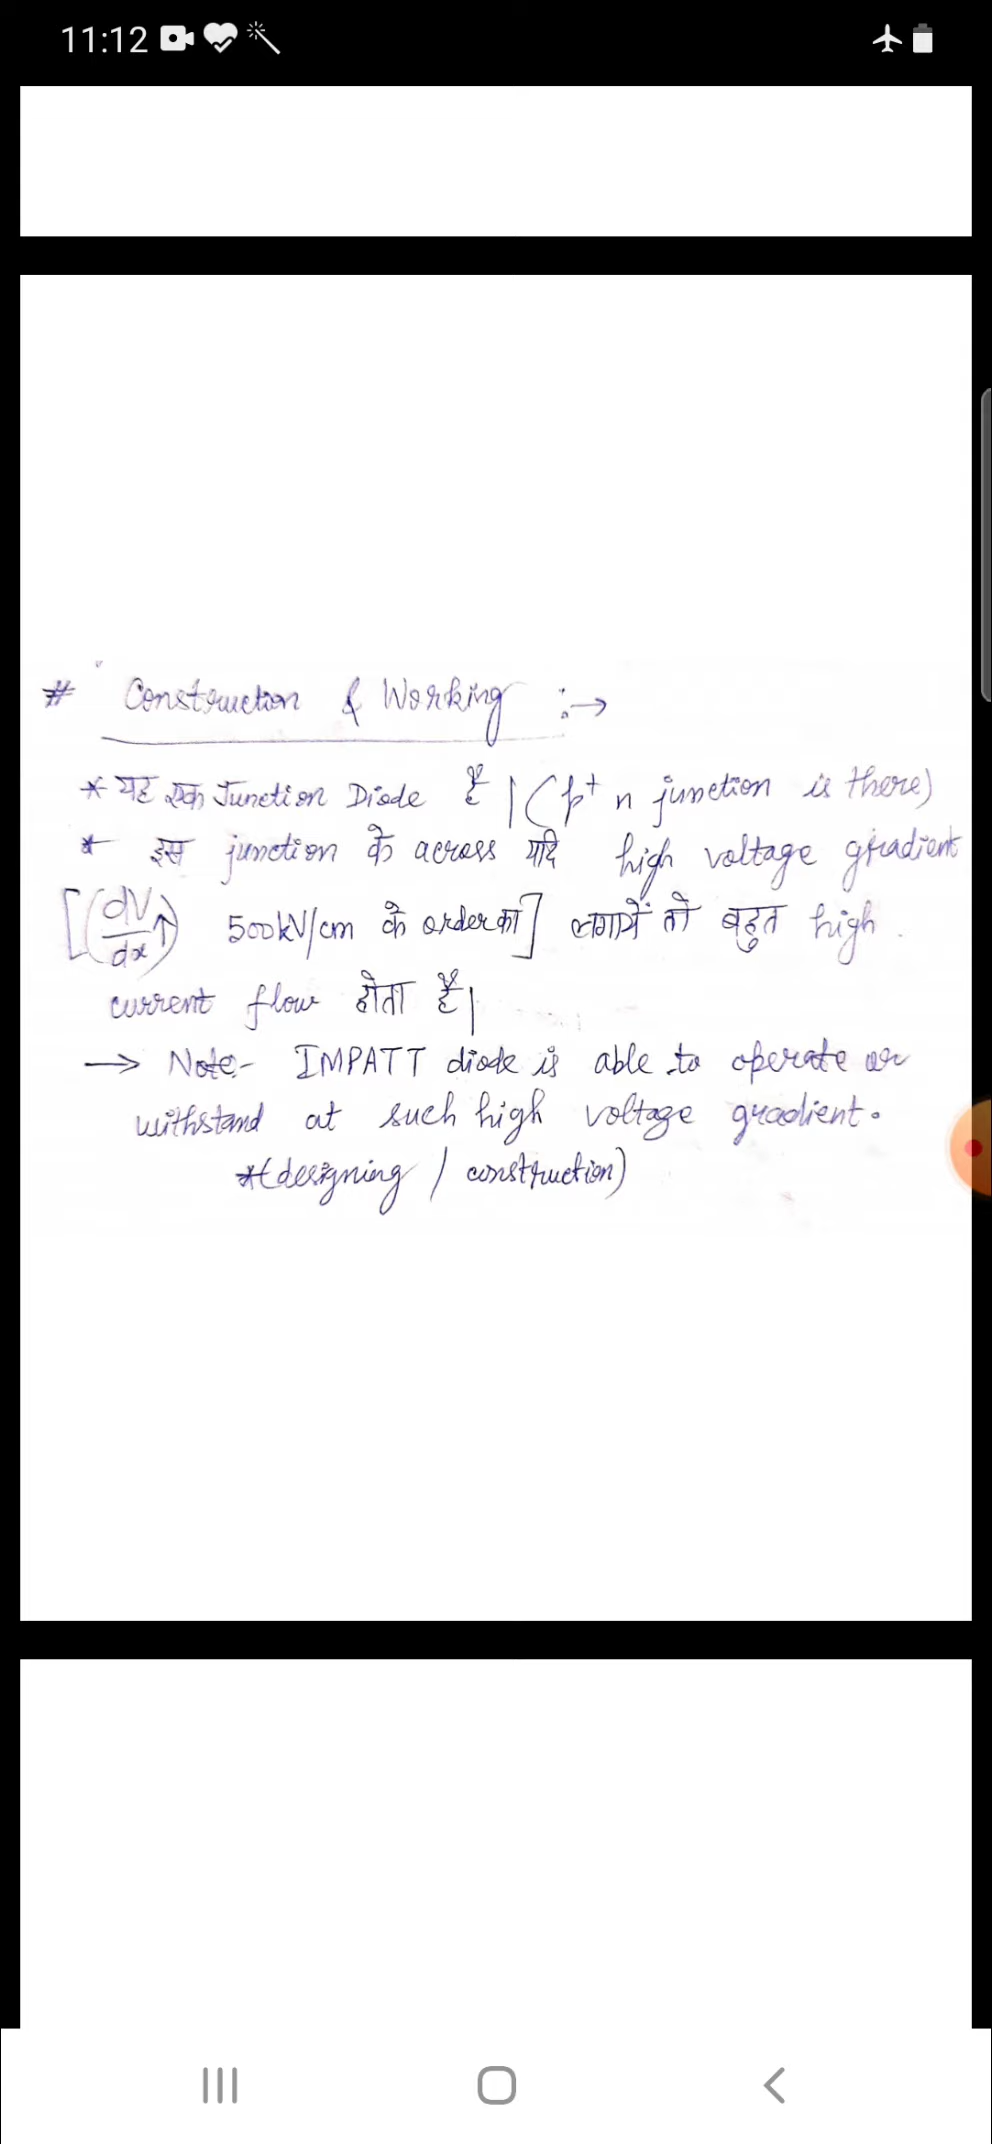 11:12
# Construction & Working :→
* यह एक Junction Diode है | (p+ n junction is there)
* इस junction के across यदि high voltage gradient
[(dV/dx ↑) 500kV/cm के order का] लगायें तो बहुत high
current flow होता है |
→ Note:- IMPATT diode is able to operate or
withstand at such high voltage gradient.
*(designing / construction)